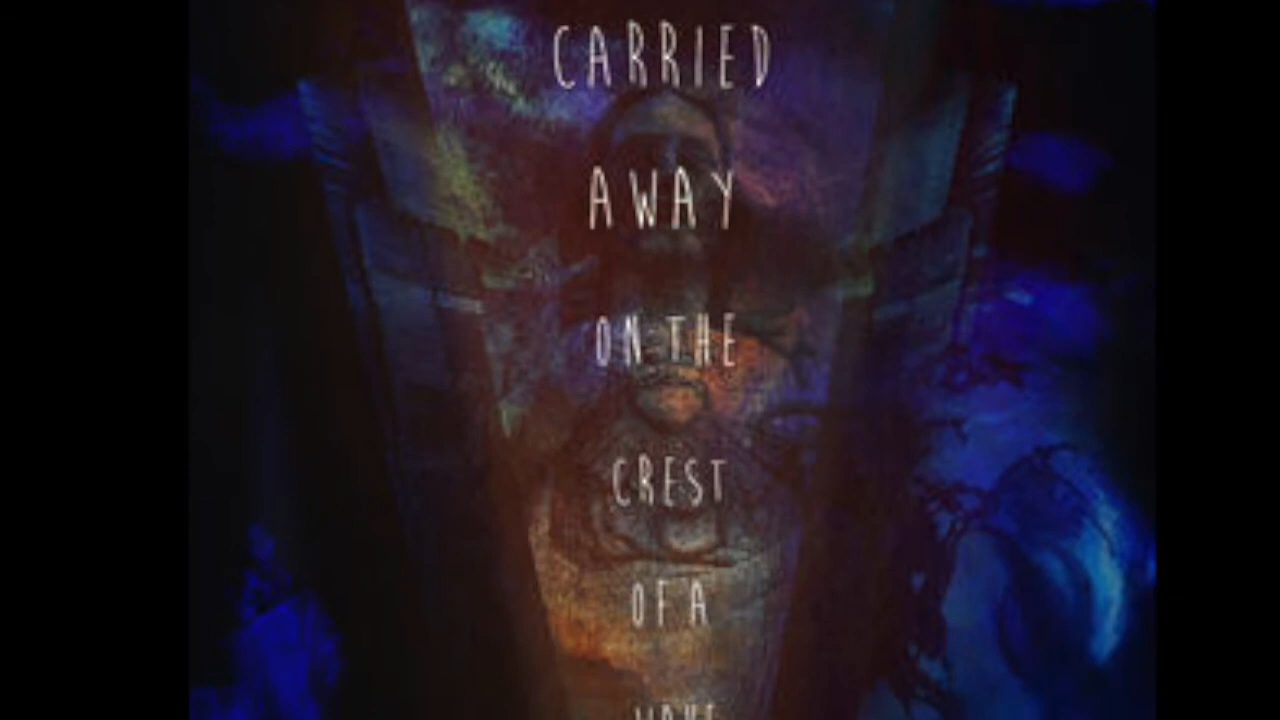 CARRIED
AWAY
ON THE
CREST
OF A